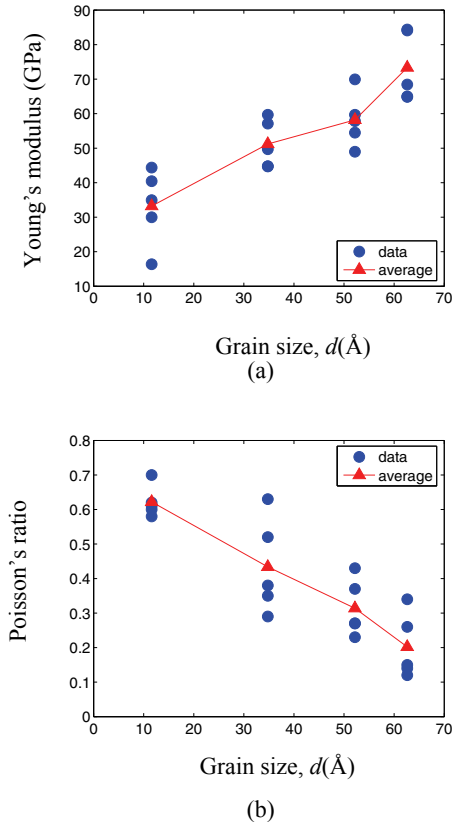 Young's modulus (GPa)
90
80
70
60
50
40
30
20
10
data
average
0 10 20 30 40 50 60 70
Grain size, d(Å)
(a)
Poisson's ratio
0.8
0.7
0.6
0.5
0.4
0.3
0.2
0.1
0
data
average
0 10 20 30 40 50 60 70
Grain size, d(Å)
(b)